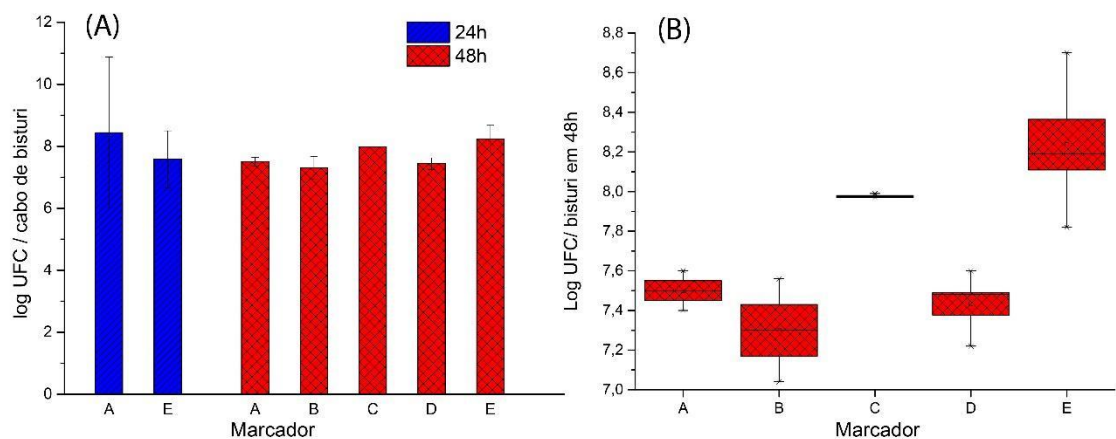 (A)
24h
48h
12
10
8
6
4
2
0
log UFC / cabo de bisturi
A E A B C D E
Marcador
(B)
8,8
8,6
8,4
8,2
8,0
7,8
7,6
7,4
7,2
7,0
Log UFC/ bisturi em 48h
A B C D E
Marcador